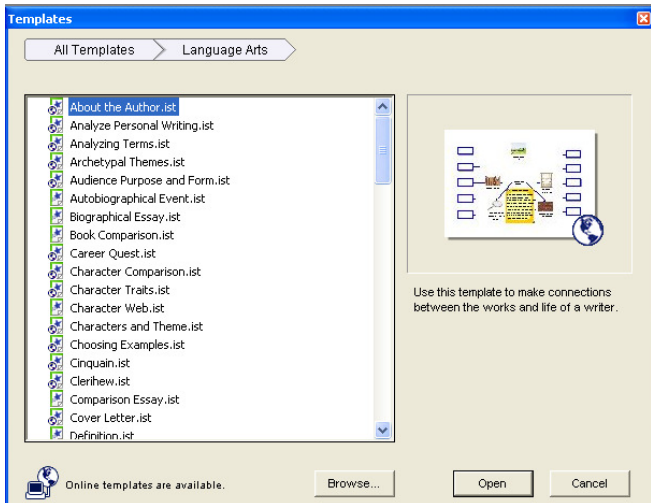 Templates
All Templates
Language Arts
About the Author.ist
Analyze Personal Writing.ist
Analyzing Terms.ist
Archetypal Themes.ist
Audience Purpose and Form.ist
Autobiographical Event.ist
Biographical Essay.ist
Book Comparison.ist
Career Quest.ist
Character Comparison.ist
Character Traits.ist
Character Web.ist
Characters and Theme.ist
Choosing Examples.ist
Cinquain.ist
Clerihew.ist
Comparison Essay.ist
Cover Letter.ist
Definition.ist
Use this template to make connections
between the works and life of a writer.
Online templates are available.
Browse...
Open
Cancel